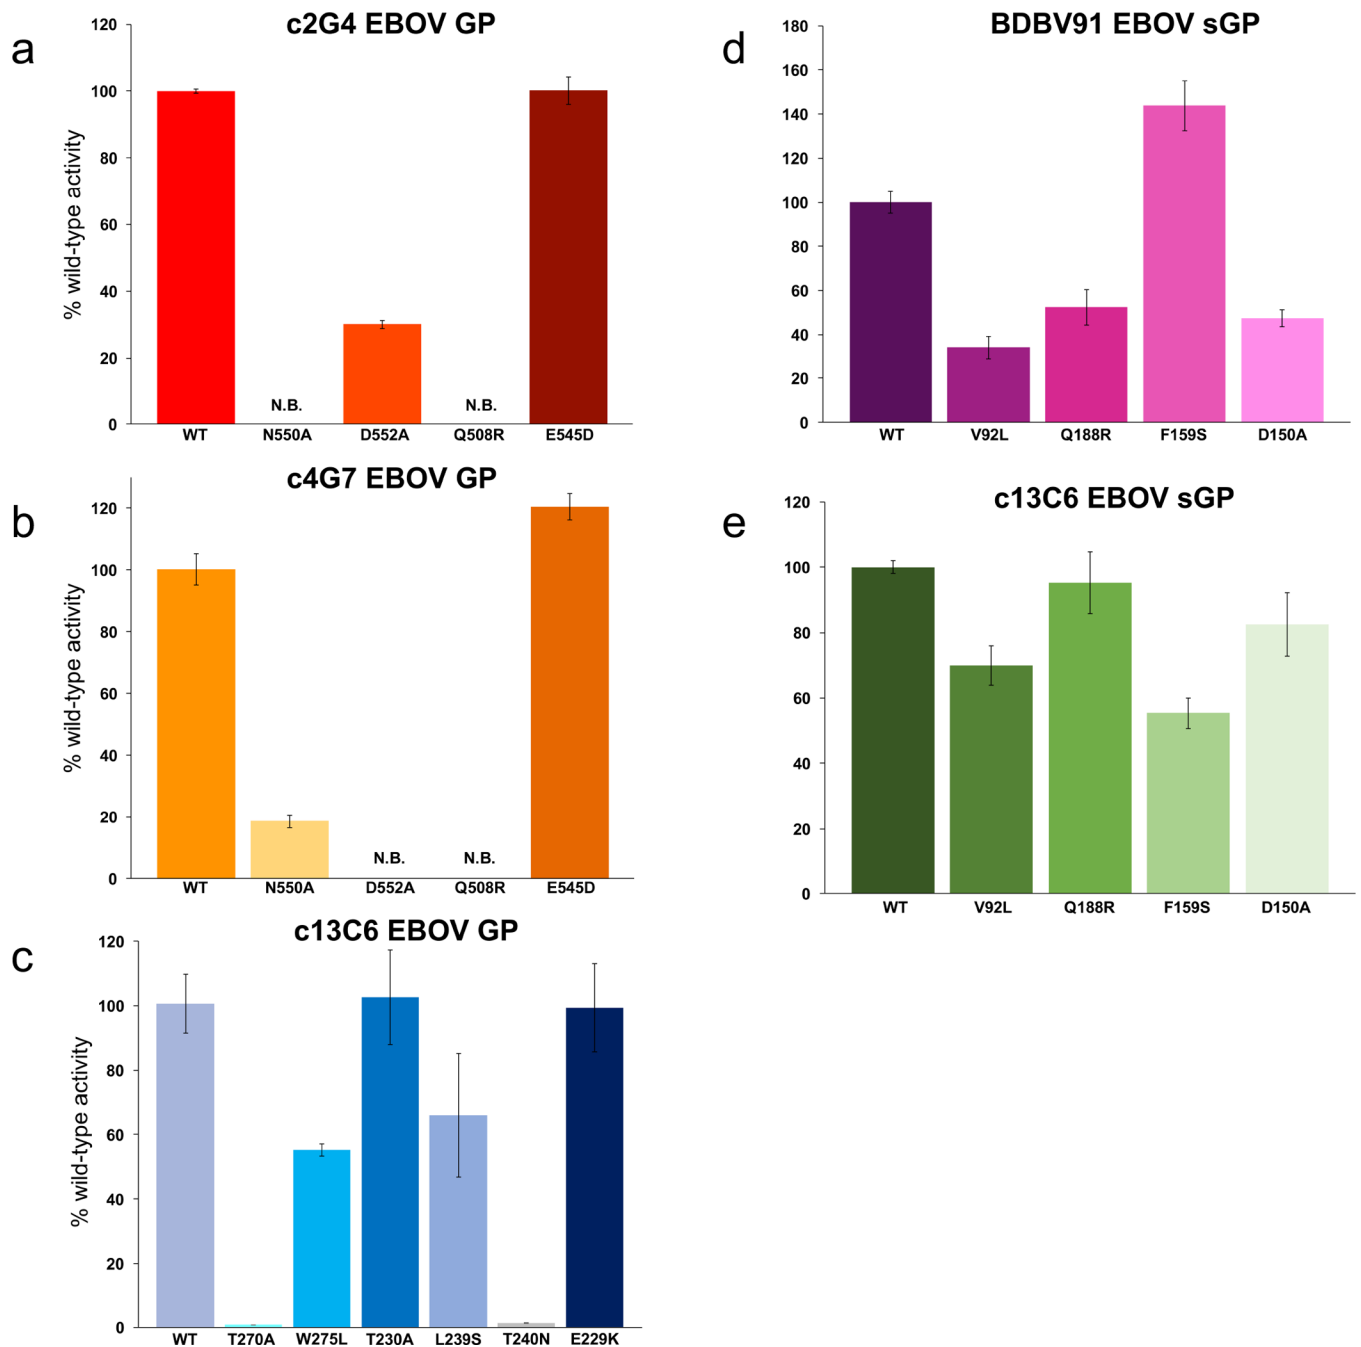 a
c2G4 EBOV GP
% wild-type activity
120
100
80
60
40
20
0
N.B.
N.B.
WT N550A D552A Q508R E545D
b
c4G7 EBOV GP
% wild-type activity
120
100
80
60
40
20
0
N.B.
N.B.
WT N550A D552A Q508R E545D
c
c13C6 EBOV GP
% wild-type activity
120
100
80
60
40
20
0
WT T270A W275L T230A L239S T240N E229K
d
BDBV91 EBOV sGP
180
160
140
120
100
80
60
40
20
0
WT V92L Q188R F159S D150A
e
c13C6 EBOV sGP
120
100
80
60
40
20
0
WT V92L Q188R F159S D150A